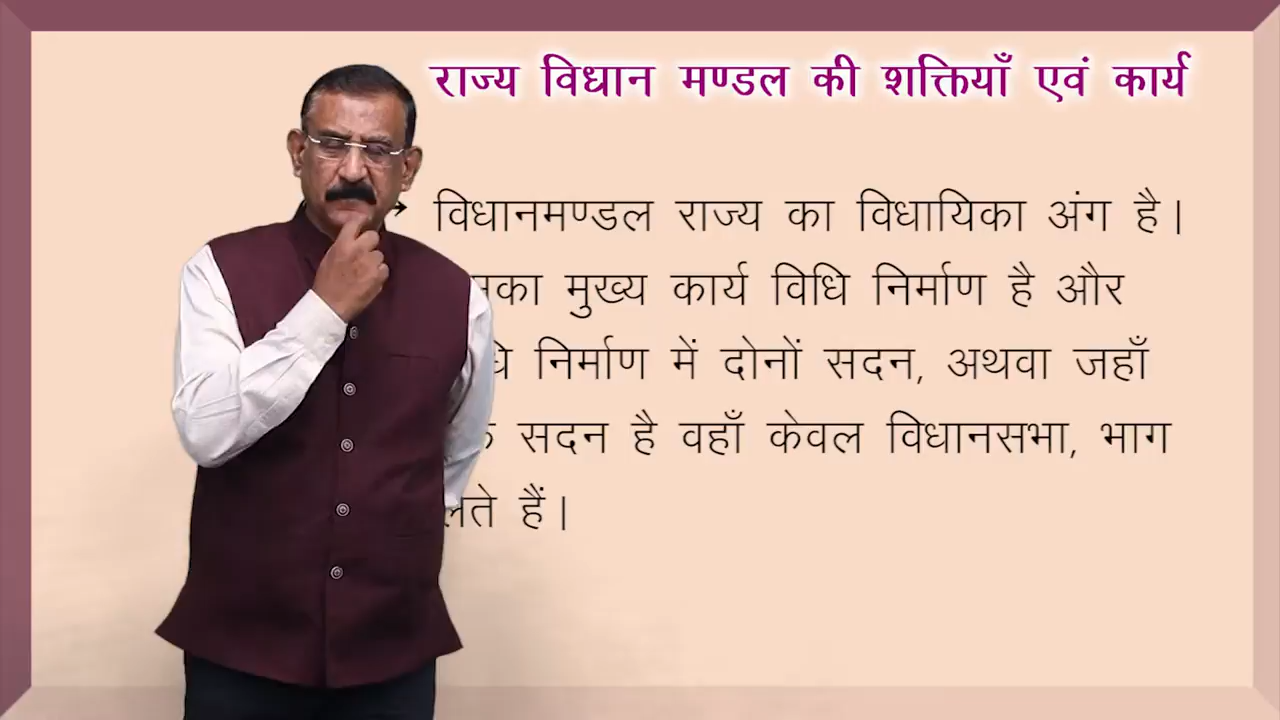 राज्य विधान मण्डल की शक्तियाँ एवं कार्य
विधानमण्डल राज्य का विधायिका अंग है।
मुख्य कार्य विधि निर्माण है और
निर्माण में दोनों सदन, अथवा जहाँ
सदन है वहाँ केवल विधानसभा, भाग
हैं।